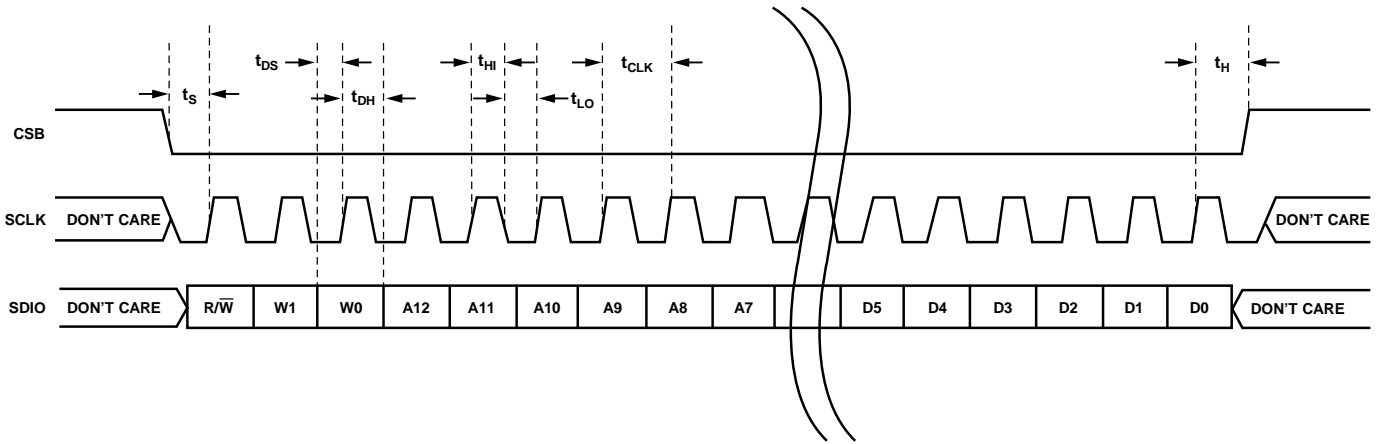 tDS
tHI
tCLK
tH
tS
tDH
tLO
CSB
SCLK
DON'T CARE
DON'T CARE
SDIO
DON'T CARE
R/W̅
W1
W0
A12
A11
A10
A9
A8
A7
D5
D4
D3
D2
D1
D0
DON'T CARE